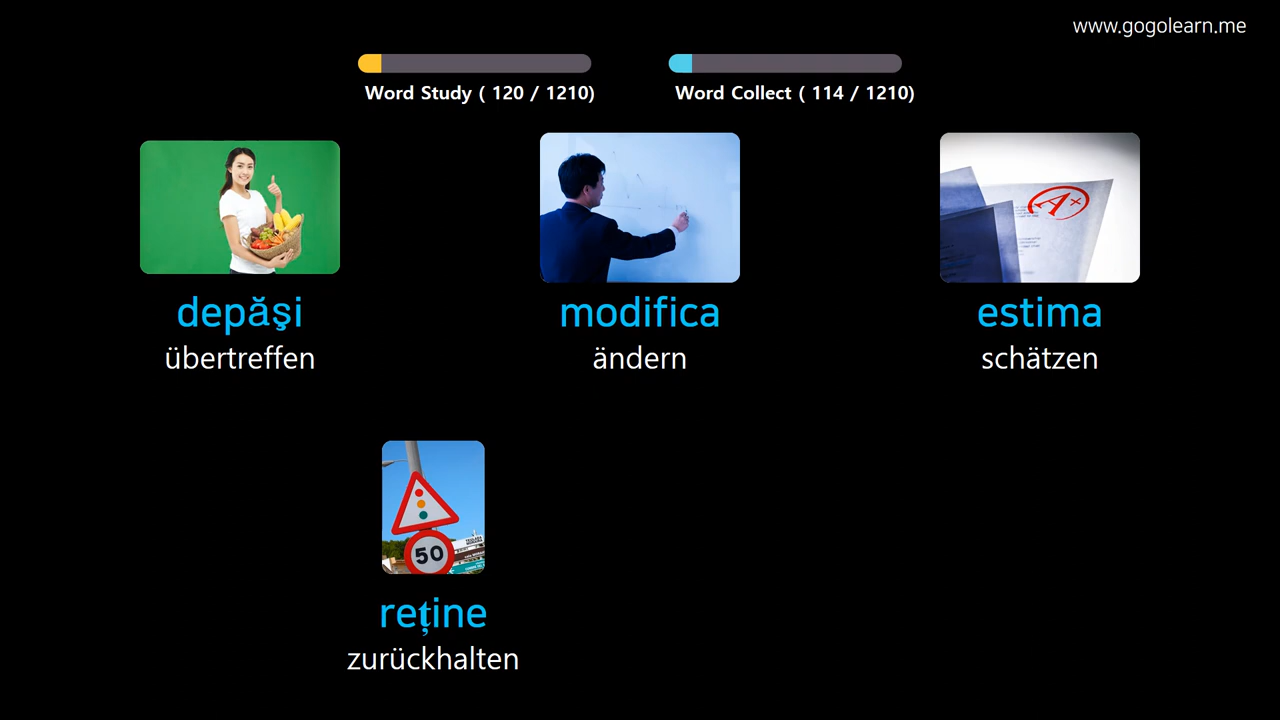 www.gogolearn.me
Word Study ( 120 / 1210)
Word Collect ( 114 / 1210)
depăşi
übertreffen
modifica
ändern
A+
estima
schätzen
50
reține
zurückhalten